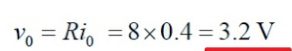 v₀ = Ri₀ = 8×0.4 = 3.2 V